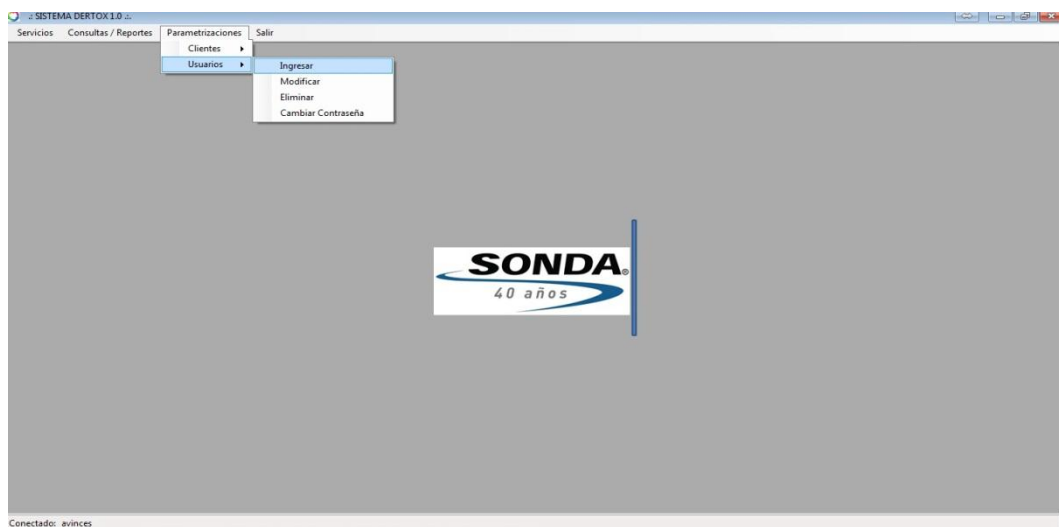 .: SISTEMA DERTOX 1.0 :.
Servicios Consultas / Reportes Parametrizaciones Salir
Clientes
Usuarios
Ingresar
Modificar
Eliminar
Cambiar Contraseña
SONDA®
40 años
Conectado: avinces